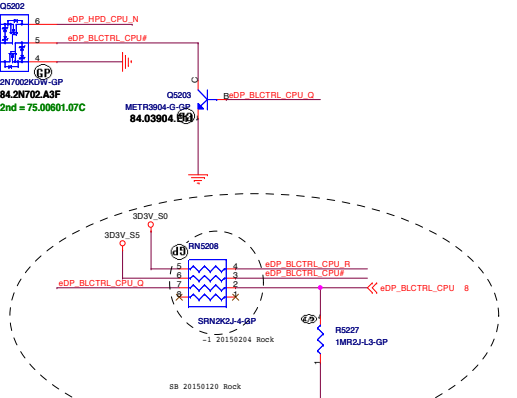 Q5202
6 eDP_HPD_CPU_N
5 eDP_BLCTRL_CPU#
4
GP
2N7002KDW-GP
84.2N702.A3F
2nd = 75.00601.07C
C
Q5203
B eDP_BLCTRL_CPU_Q
METR3904-G-GP
84.03904.
3D3V_S0
3D3V_S5
GP
RN5208
5 4 eDP_BLCTRL_CPU_R
6 3 eDP_BLCTRL_CPU#
eDP_BLCTRL_CPU_Q 7 2 eDP_BLCTRL_CPU 8
8 1
SRN2K2J-4-GP
-1 20150204 Rock
R5227
1MR2J-L3-GP
1
SB 20150120 Rock